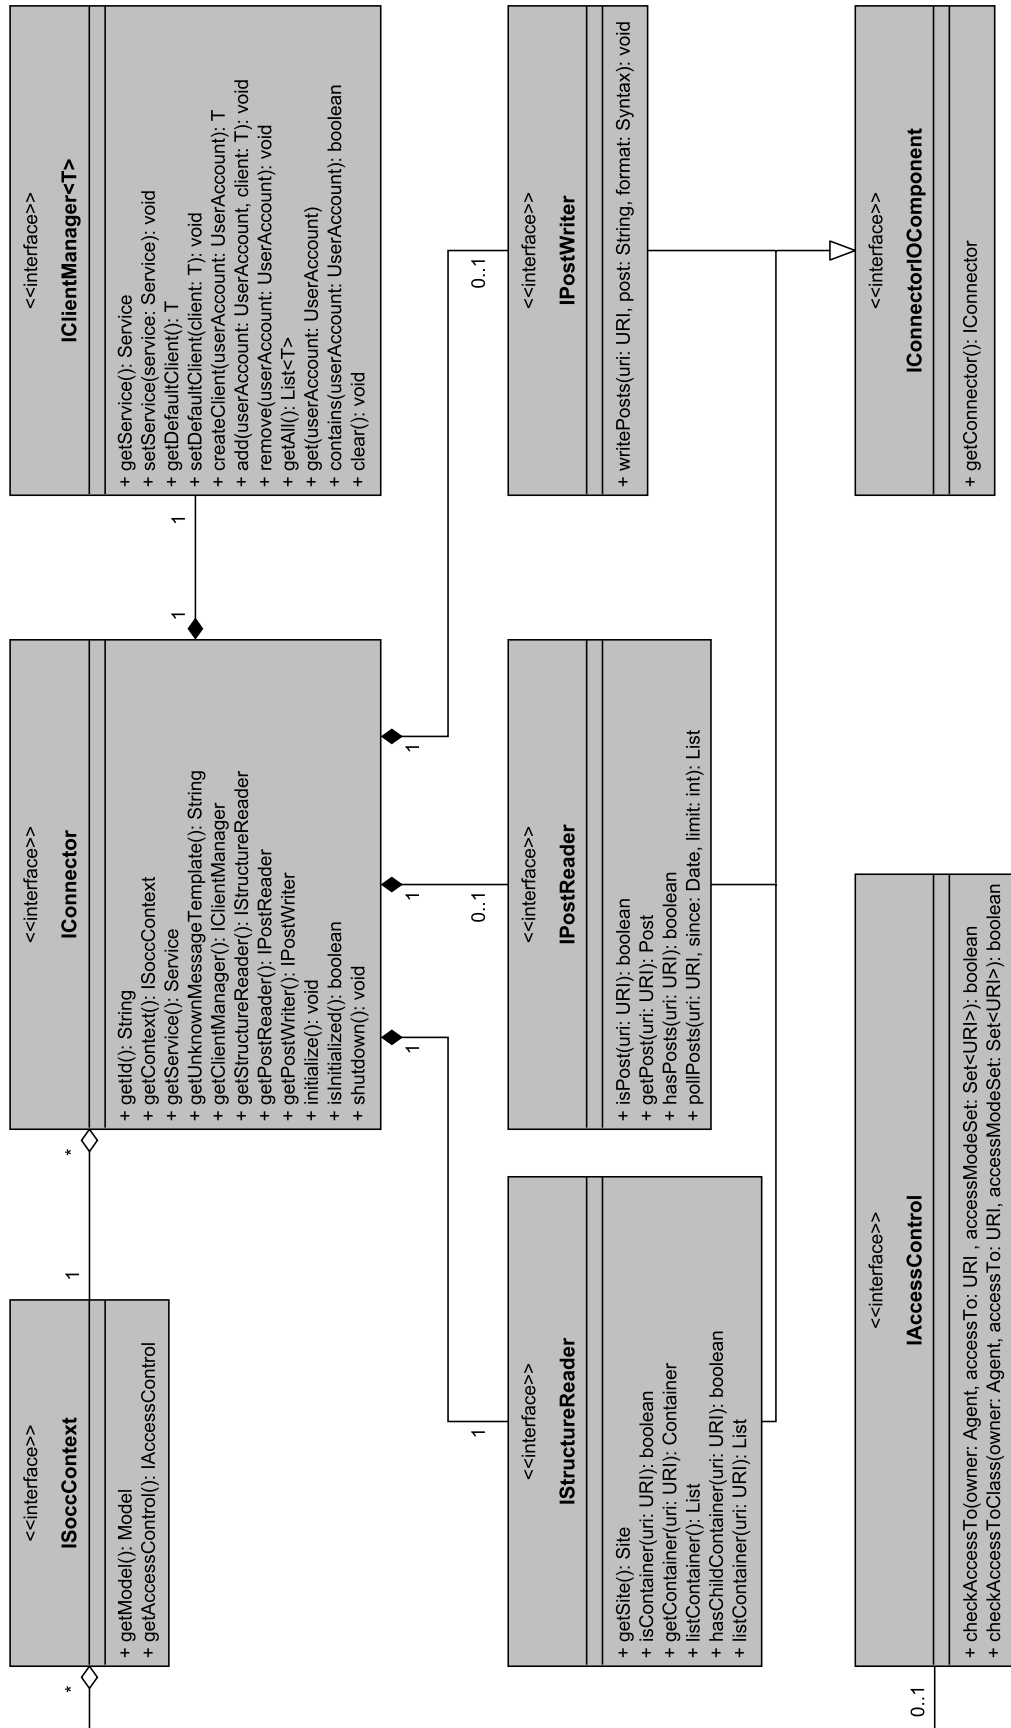 <<interface>>
ISoccContext
+ getModel(): Model
+ getAccessControl(): IAccessControl
*
1
*
<<interface>>
IConnector
+ getId(): String
+ getContext(): ISoccContext
+ getService(): Service
+ getUnknownMessageTemplate(): String
+ getClientManager(): IClientManager
+ getStructureReader(): IStructureReader
+ getPostReader(): IPostReader
+ getPostWriter(): IPostWriter
+ initialize(): void
+ isInitialized(): boolean
+ shutdown(): void
1
1
<<interface>>
IClientManager<T>
+ getService(): Service
+ setService(service: Service): void
+ getDefaultClient(): T
+ setDefaultClient(client: T): void
+ createClient(userAccount: UserAccount): T
+ add(userAccount: UserAccount, client: T): void
+ remove(userAccount: UserAccount): void
+ getAll(): List<T>
+ get(userAccount: UserAccount)
+ contains(userAccount: UserAccount): boolean
+ clear(): void
1
1
1
1
0..1
0..1
<<interface>>
IStructureReader
+ getSite(): Site
+ isContainer(uri: URI): boolean
+ getContainer(uri: URI): Container
+ listContainer(): List
+ hasChildContainer(uri: URI): boolean
+ listContainer(uri: URI): List
<<interface>>
IPostReader
+ isPost(uri: URI): boolean
+ getPost(uri: URI): Post
+ hasPosts(uri: URI): boolean
+ pollPosts(uri: URI, since: Date, limit: int): List
<<interface>>
IPostWriter
+ writePosts(uri: URI, post: String, format: Syntax): void
<<interface>>
IAccessControl
+ checkAccessTo(owner: Agent, accessTo: URI , accessModeSet: Set<URI>): boolean
+ checkAccessToClass(owner: Agent, accessTo: URI, accessModeSet: Set<URI>): boolean
0..1
<<interface>>
IConnectorIOComponent
+ getConnector(): IConnector